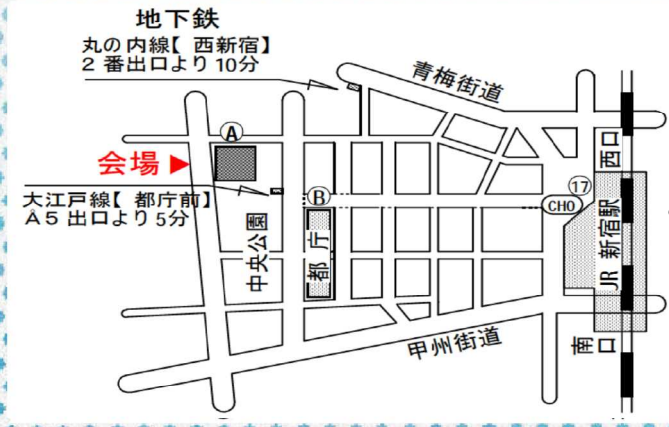 地下鉄
丸の内線【 西新宿】
2 番出口より 10分
青梅街道
Ⓐ
会場 ▶
大江戸線【 都庁前】
A5 出口より 5分
Ⓑ
⑰
CHO
西口
中央公園
都庁
JR 新宿駅
甲州街道
南口